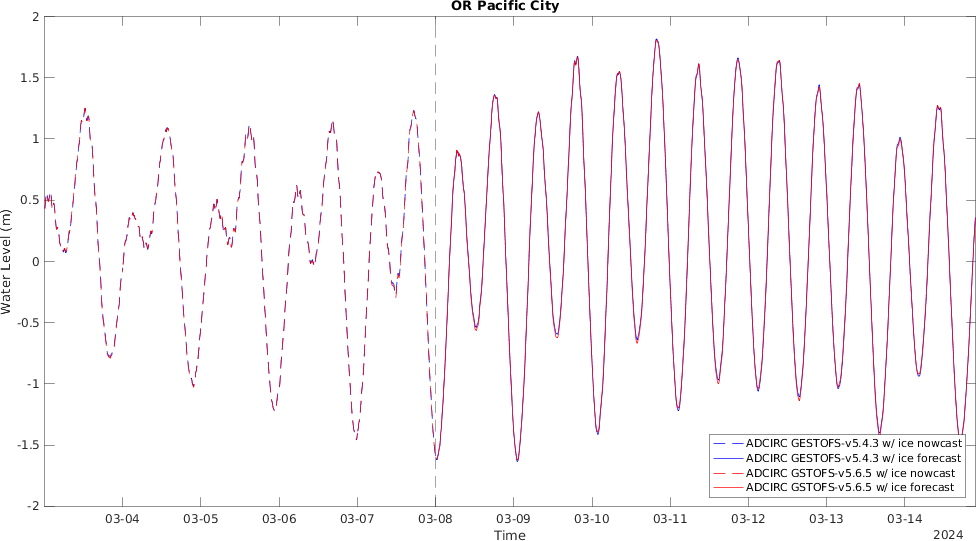 OR Pacific City
2
1.5
1
0.5
0
-0.5
-1
-1.5
-2
Water Level (m)
03-04 03-05 03-06 03-07 03-08 03-09 03-10 03-11 03-12 03-13 03-14
Time
2024
ADCIRC GESTOFS-v5.4.3 w/ ice nowcast
ADCIRC GESTOFS-v5.4.3 w/ ice forecast
ADCIRC GSTOFS-v5.6.5 w/ ice nowcast
ADCIRC GSTOFS-v5.6.5 w/ ice forecast